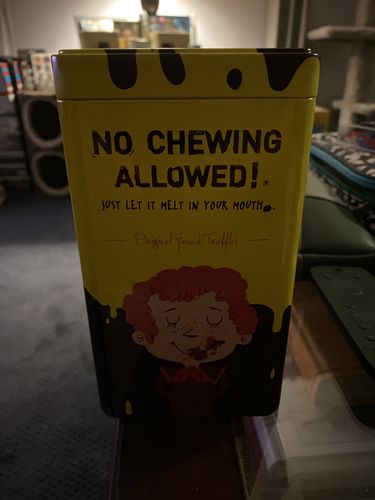 NO CHEWING
ALLOWED!®
JUST LET IT MELT IN YOUR MOUTH...
Original French Truffles